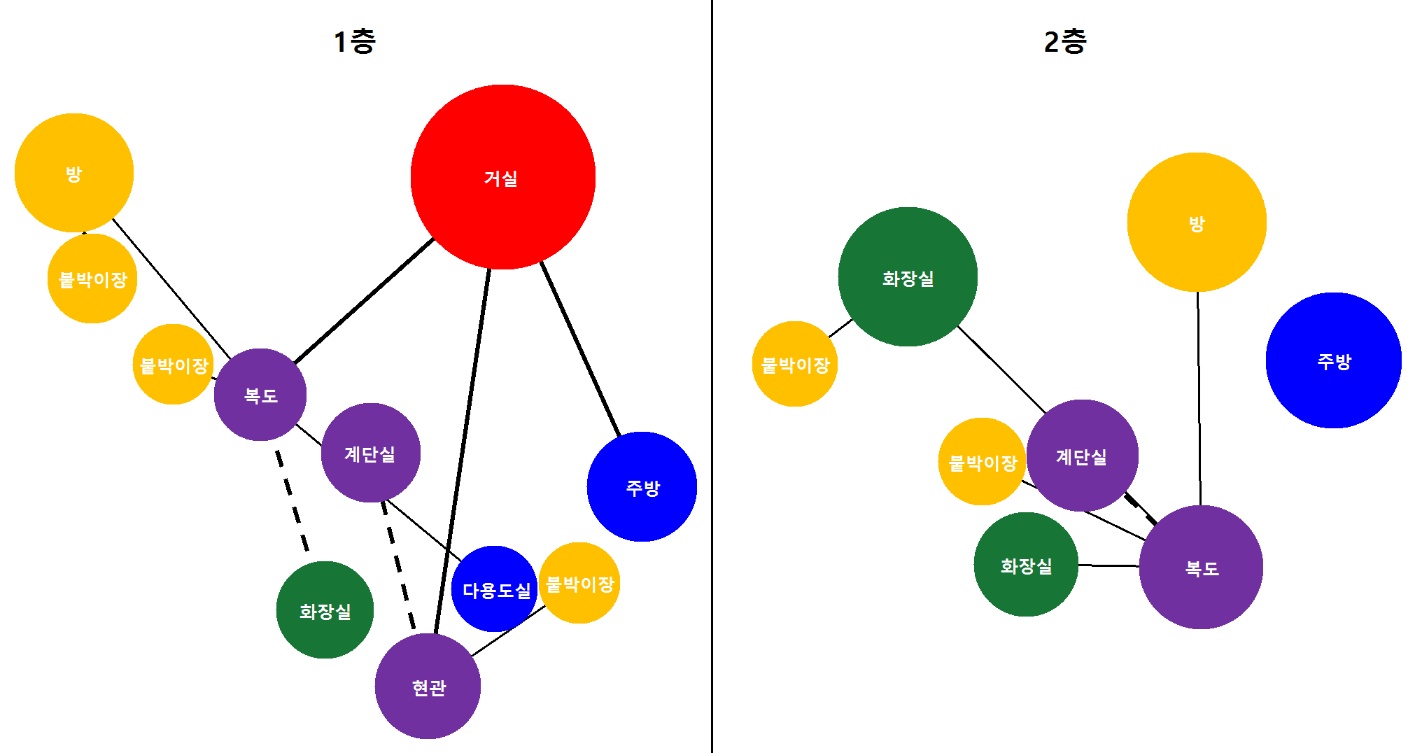 1층
방
거실
붙박이장
붙박이장
복도
계단실
주방
다용도실
붙박이장
화장실
현관
2층
방
화장실
주방
붙박이장
붙박이장
계단실
화장실
복도